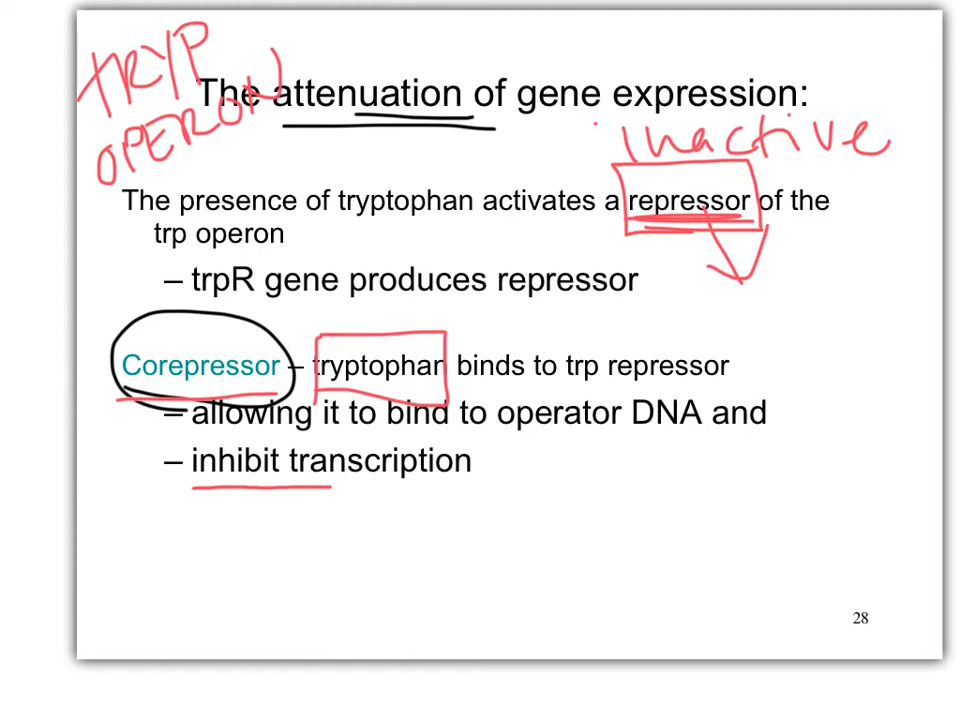 TRYP
OPERON
The attenuation of gene expression:
inactive
The presence of tryptophan activates a repressor of the
trp operon
– trpR gene produces repressor
Corepressor – tryptophan binds to trp repressor
– allowing it to bind to operator DNA and
– inhibit transcription
28